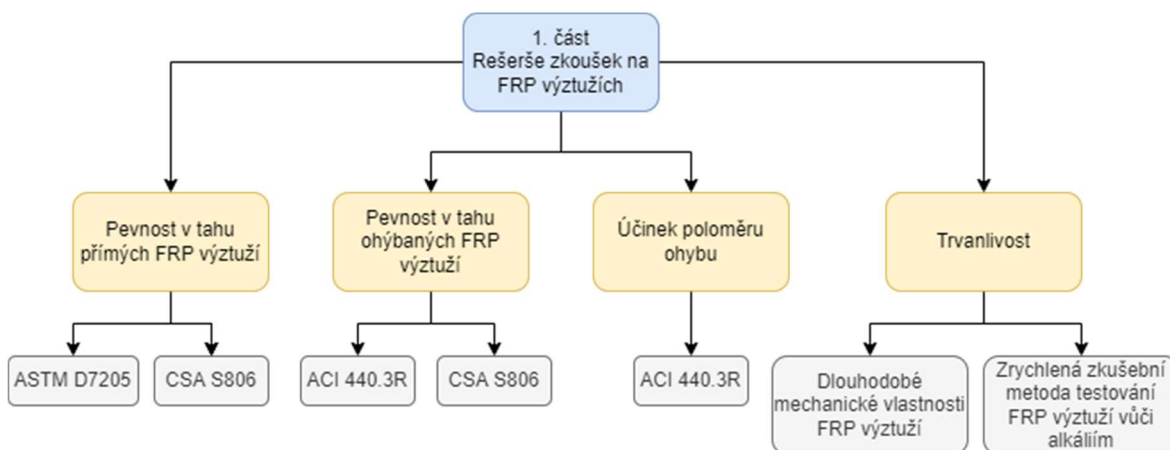 1. část
Rešerše zkoušek na
FRP výztužích
Pevnost v tahu
přímých FRP výztuží
Pevnost v tahu
ohýbaných FRP
výztuží
Účinek poloměru
ohybu
Trvanlivost
ASTM D7205
CSA S806
ACI 440.3R
CSA S806
ACI 440.3R
Dlouhodobé
mechanické vlastnosti
FRP výztuží
Zrychlená zkušební
metoda testování
FRP výztuží vůči
alkáliím